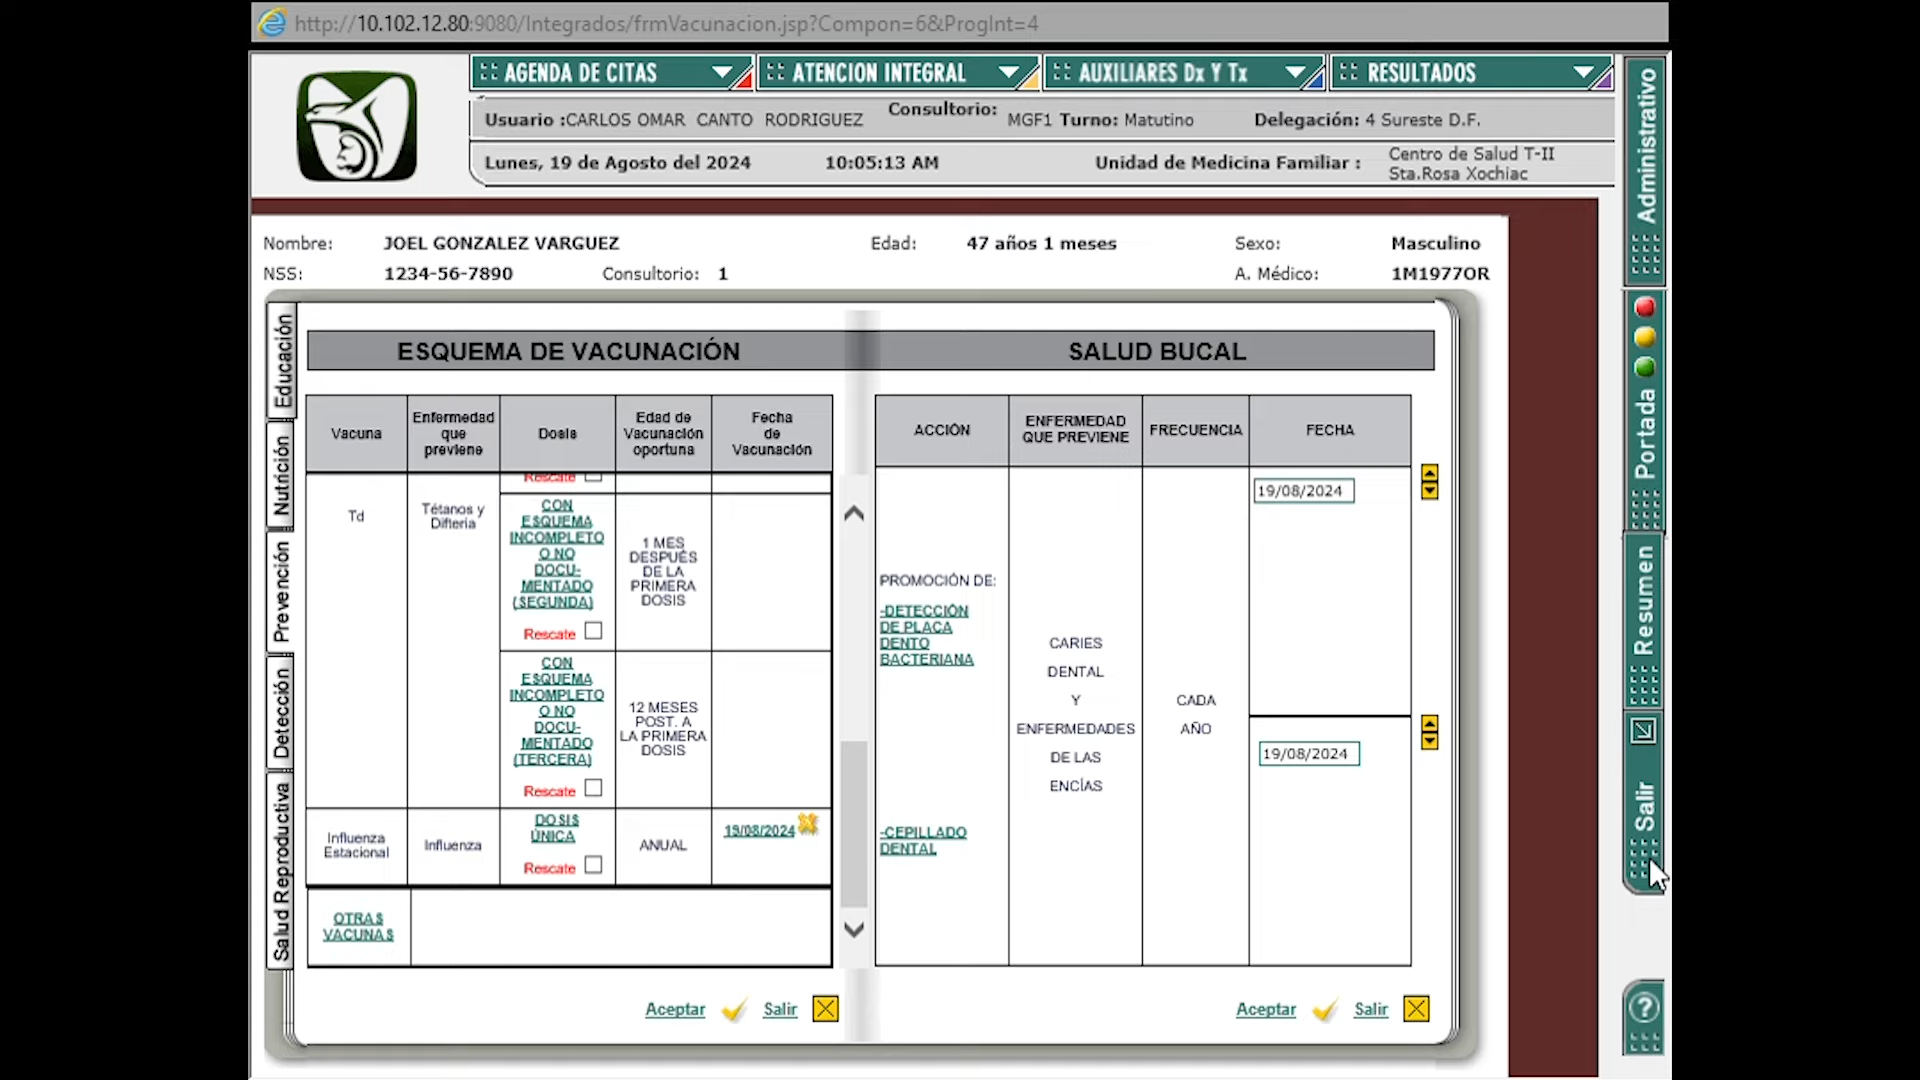 http://10.102.12.80:9080/Integrados/frmVacunacion.jsp?Compon=6&ProgInt=4
AGENDA DE CITAS
ATENCION INTEGRAL
AUXILIARES Dx Y Tx
RESULTADOS
Usuario :CARLOS OMAR CANTO RODRIGUEZ
Consultorio: MGF1 Turno: Matutino
Delegación: 4 Sureste D.F.
Lunes, 19 de Agosto del 2024
10:05:13 AM
Unidad de Medicina Familiar :
Centro de Salud T-II
Sta.Rosa Xochiac
Nombre: JOEL GONZALEZ VARGUEZ
Edad: 47 años 1 meses
Sexo: Masculino
NSS: 1234-56-7890
Consultorio: 1
A. Médico: 1M1977OR
Educación
Nutrición
Prevención
Detección
Salud Reproductiva
ESQUEMA DE VACUNACIÓN
Vacuna
Enfermedad
que
previene
Dosis
Edad de
Vacunación
oportuna
Fecha
de
Vacunación
Rescate
Td
Tétanos y
Difteria
CON
ESQUEMA
INCOMPLETO
O NO
DOCU-
MENTADO
(SEGUNDA)
Rescate
1 MES
DESPUÉS
DE LA
PRIMERA
DOSIS
CON
ESQUEMA
INCOMPLETO
O NO
DOCU-
MENTADO
(TERCERA)
Rescate
12 MESES
POST. A
LA PRIMERA
DOSIS
Influenza
Estacional
Influenza
DOSIS
ÚNICA
Rescate
ANUAL
19/08/2024
OTRAS
VACUNAS
Aceptar
Salir
SALUD BUCAL
ACCIÓN
ENFERMEDAD
QUE PREVIENE
FRECUENCIA
FECHA
PROMOCIÓN DE:
-DETECCIÓN
DE PLACA
DENTO
BACTERIANA
-CEPILLADO
DENTAL
CARIES
DENTAL
Y
ENFERMEDADES
DE LAS
ENCÍAS
CADA
AÑO
19/08/2024
19/08/2024
Aceptar
Salir
Administrativo
Portada
Resumen
Salir
?